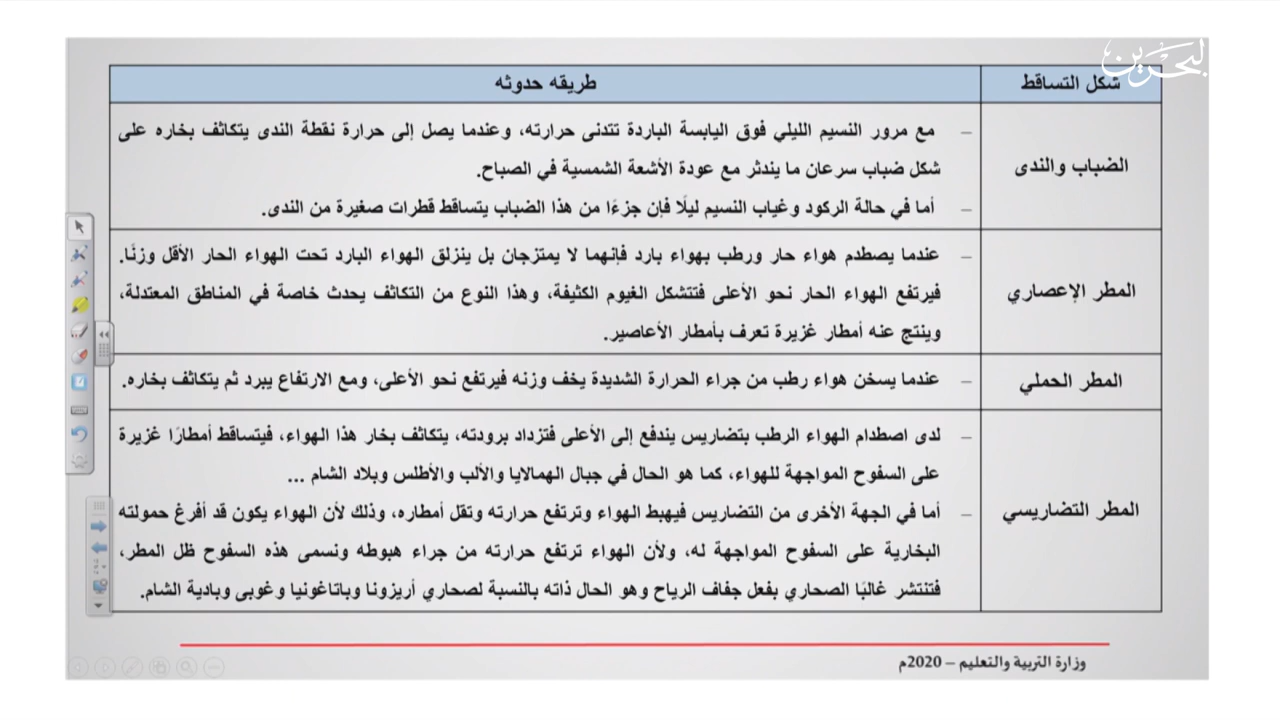 البحرين
شكل التساقط
طريقه حدوثه
الضباب والندى
– مع مرور النسيم الليلي فوق اليابسة الباردة تتدنى حرارته، وعندما يصل إلى حرارة نقطة الندى يتكاثف بخاره على
شكل ضباب سرعان ما يندثر مع عودة الأشعة الشمسية في الصباح.
– أما في حالة الركود وغياب النسيم ليلًا فإن جزءًا من هذا الضباب يتساقط قطرات صغيرة من الندى.
المطر الإعصاري
– عندما يصطدم هواء حار ورطب بهواء بارد فإنهما لا يمتزجان بل ينزلق الهواء البارد تحت الهواء الحار الأقل وزنًا.
فيرتفع الهواء الحار نحو الأعلى فتتشكل الغيوم الكثيفة، وهذا النوع من التكاثف يحدث خاصة في المناطق المعتدلة،
وينتج عنه أمطار غزيرة تعرف بأمطار الأعاصير.
المطر الحملي
– عندما يسخن هواء رطب من جراء الحرارة الشديدة يخف وزنه فيرتفع نحو الأعلى، ومع الارتفاع يبرد ثم يتكاثف بخاره.
المطر التضاريسي
– لدى اصطدام الهواء الرطب بتضاريس يندفع إلى الأعلى فتزداد برودته، يتكاثف بخار هذا الهواء، فيتساقط أمطارًا غزيرة
على السفوح المواجهة للهواء، كما هو الحال في جبال الهمالايا والألب والأطلس وبلاد الشام ...
– أما في الجهة الأخرى من التضاريس فيهبط الهواء وترتفع حرارته وتقل أمطاره، وذلك لأن الهواء يكون قد أفرغ حمولته
البخارية على السفوح المواجهة له، ولأن الهواء ترتفع حرارته من جراء هبوطه ونسمى هذه السفوح ظل المطر،
فتنتشر غالبًا الصحاري بفعل جفاف الرياح وهو الحال ذاته بالنسبة لصحاري أريزونا وباتاغونيا وغوبى وبادية الشام.
وزارة التربية والتعليم – 2020م